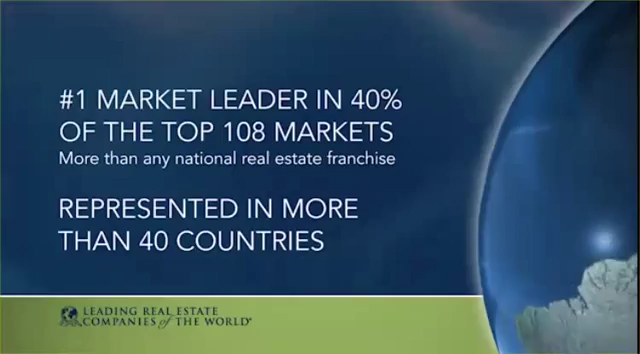 #1 MARKET LEADER IN 40%
OF THE TOP 108 MARKETS
More than any national real estate franchise
REPRESENTED IN MORE
THAN 40 COUNTRIES
LEADING REAL ESTATE
COMPANIES of THE WORLD®